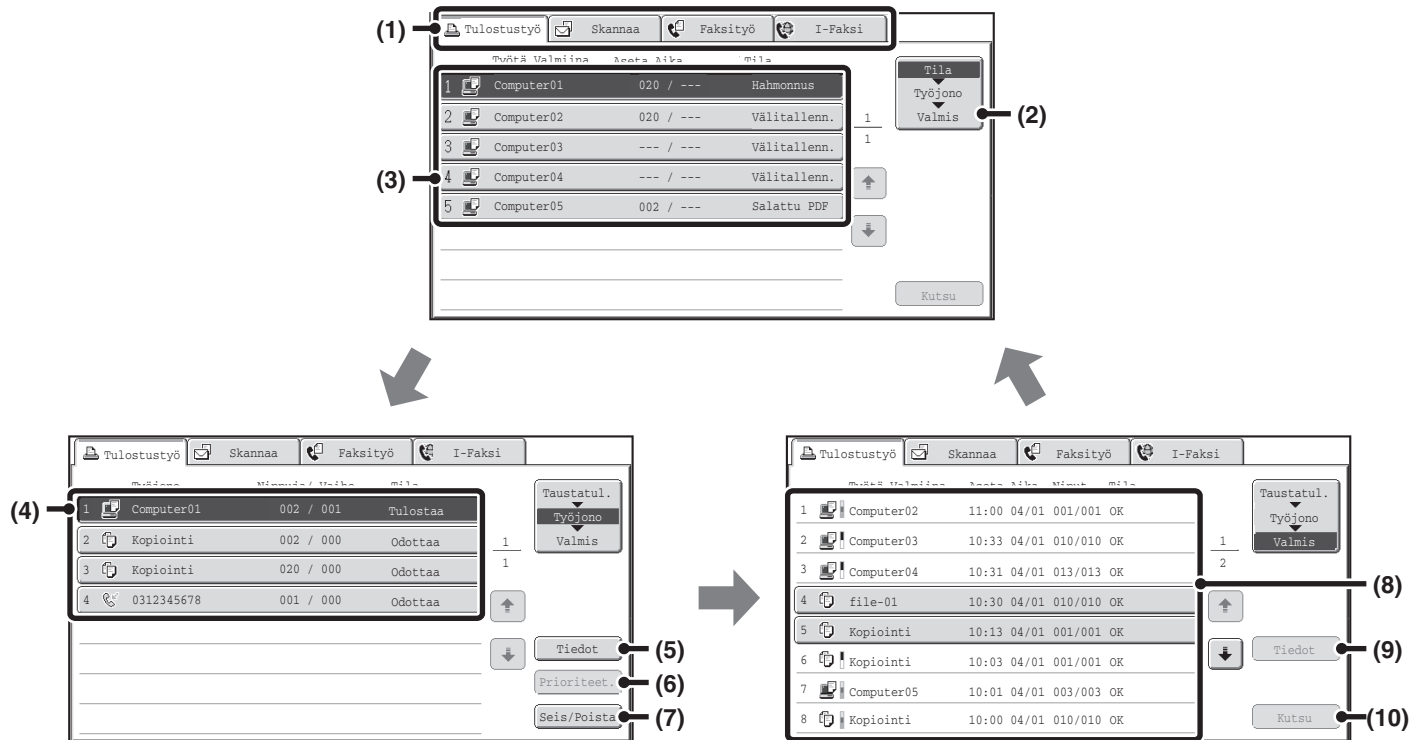 (1) Tulostustyö Skannaa Faksityö I-Faksi
Työtä Valmiina Aseta Aika Tila
1 Computer01 020 / --- Hahmonnus
2 Computer02 020 / --- Välitallenn.
3 Computer03 --- / --- Välitallenn.
(3) 4 Computer04 --- / --- Välitallenn.
5 Computer05 002 / --- Salattu PDF
1
1
Tila
Työjono
Valmis (2)
Kutsu
Tulostustyö Skannaa Faksityö I-Faksi
Työjono Nippuja/ Vaihe Tila
(4) 1 Computer01 002 / 001 Tulostaa
2 Kopiointi 002 / 000 Odottaa
3 Kopiointi 020 / 000 Odottaa
4 0312345678 001 / 000 Odottaa
1
1
Taustatul.
Työjono
Valmis
Tiedot (5)
Prioriteet. (6)
Seis/Poista (7)
Tulostustyö Skannaa Faksityö I-Faksi
Työtä Valmiina Aseta Aika Niput Tila
1 Computer02 11:00 04/01 001/001 OK
2 Computer03 10:33 04/01 010/010 OK
3 Computer04 10:31 04/01 013/013 OK
4 file-01 10:30 04/01 010/010 OK
5 Kopiointi 10:13 04/01 001/001 OK
6 Kopiointi 10:03 04/01 001/001 OK
7 Computer05 10:01 04/01 003/003 OK
8 Kopiointi 10:00 04/01 010/010 OK
1
2
Taustatul.
Työjono
Valmis
(8)
Tiedot (9)
Kutsu (10)